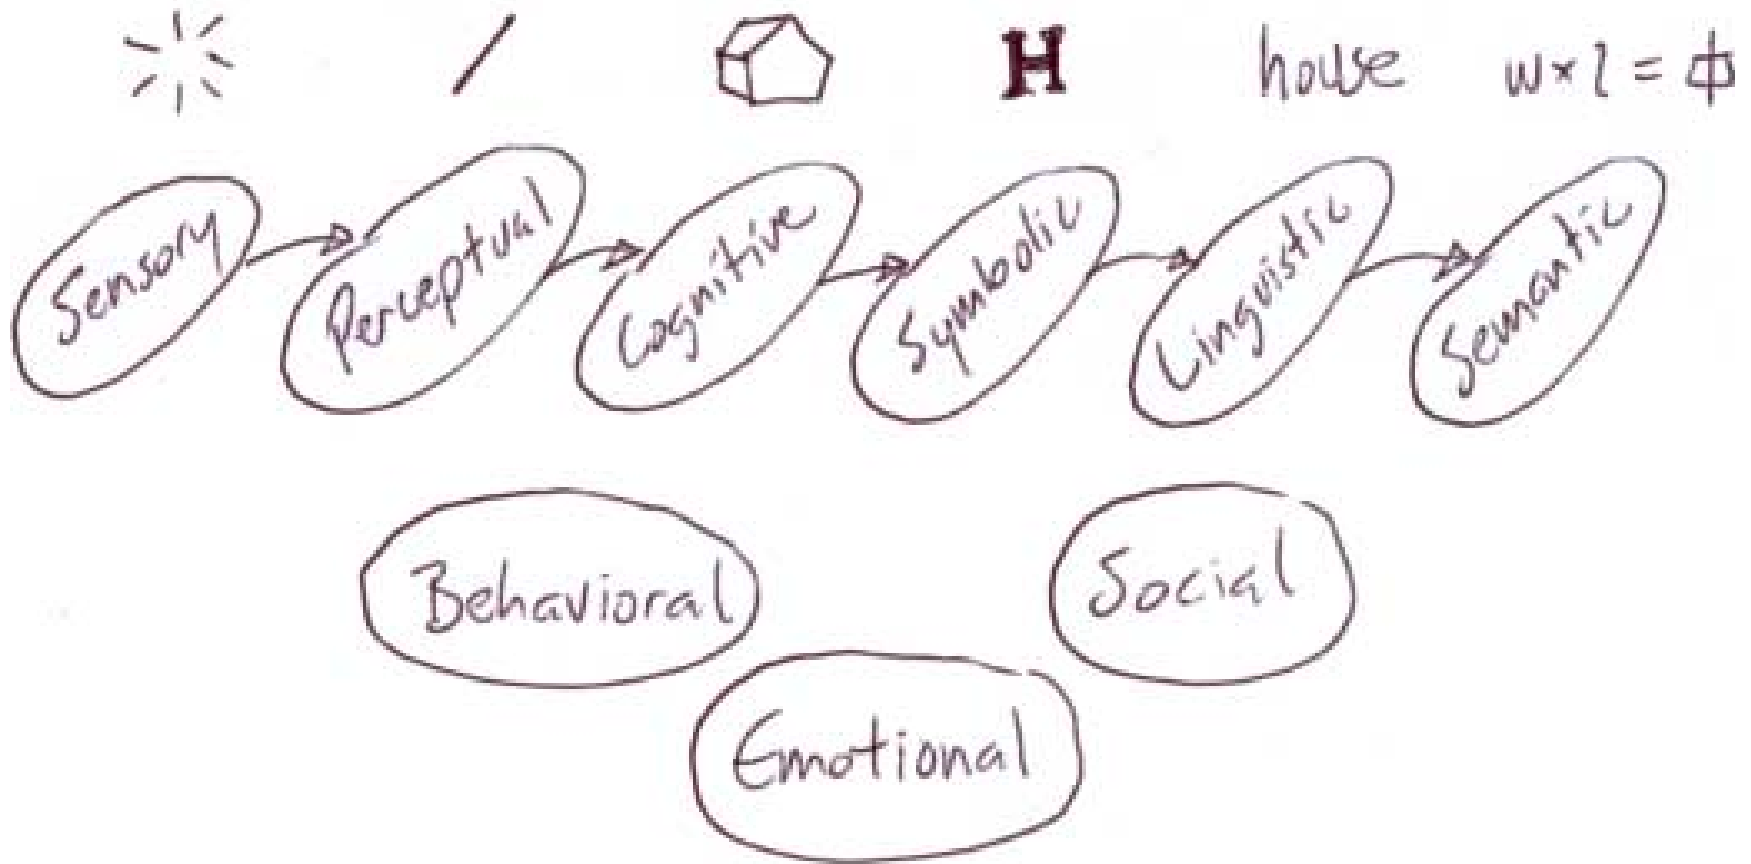 H house w×l = ⏀
Sensory Perceptual Cognitive Symbolic Linguistic Semantic
Behavioral Social
Emotional